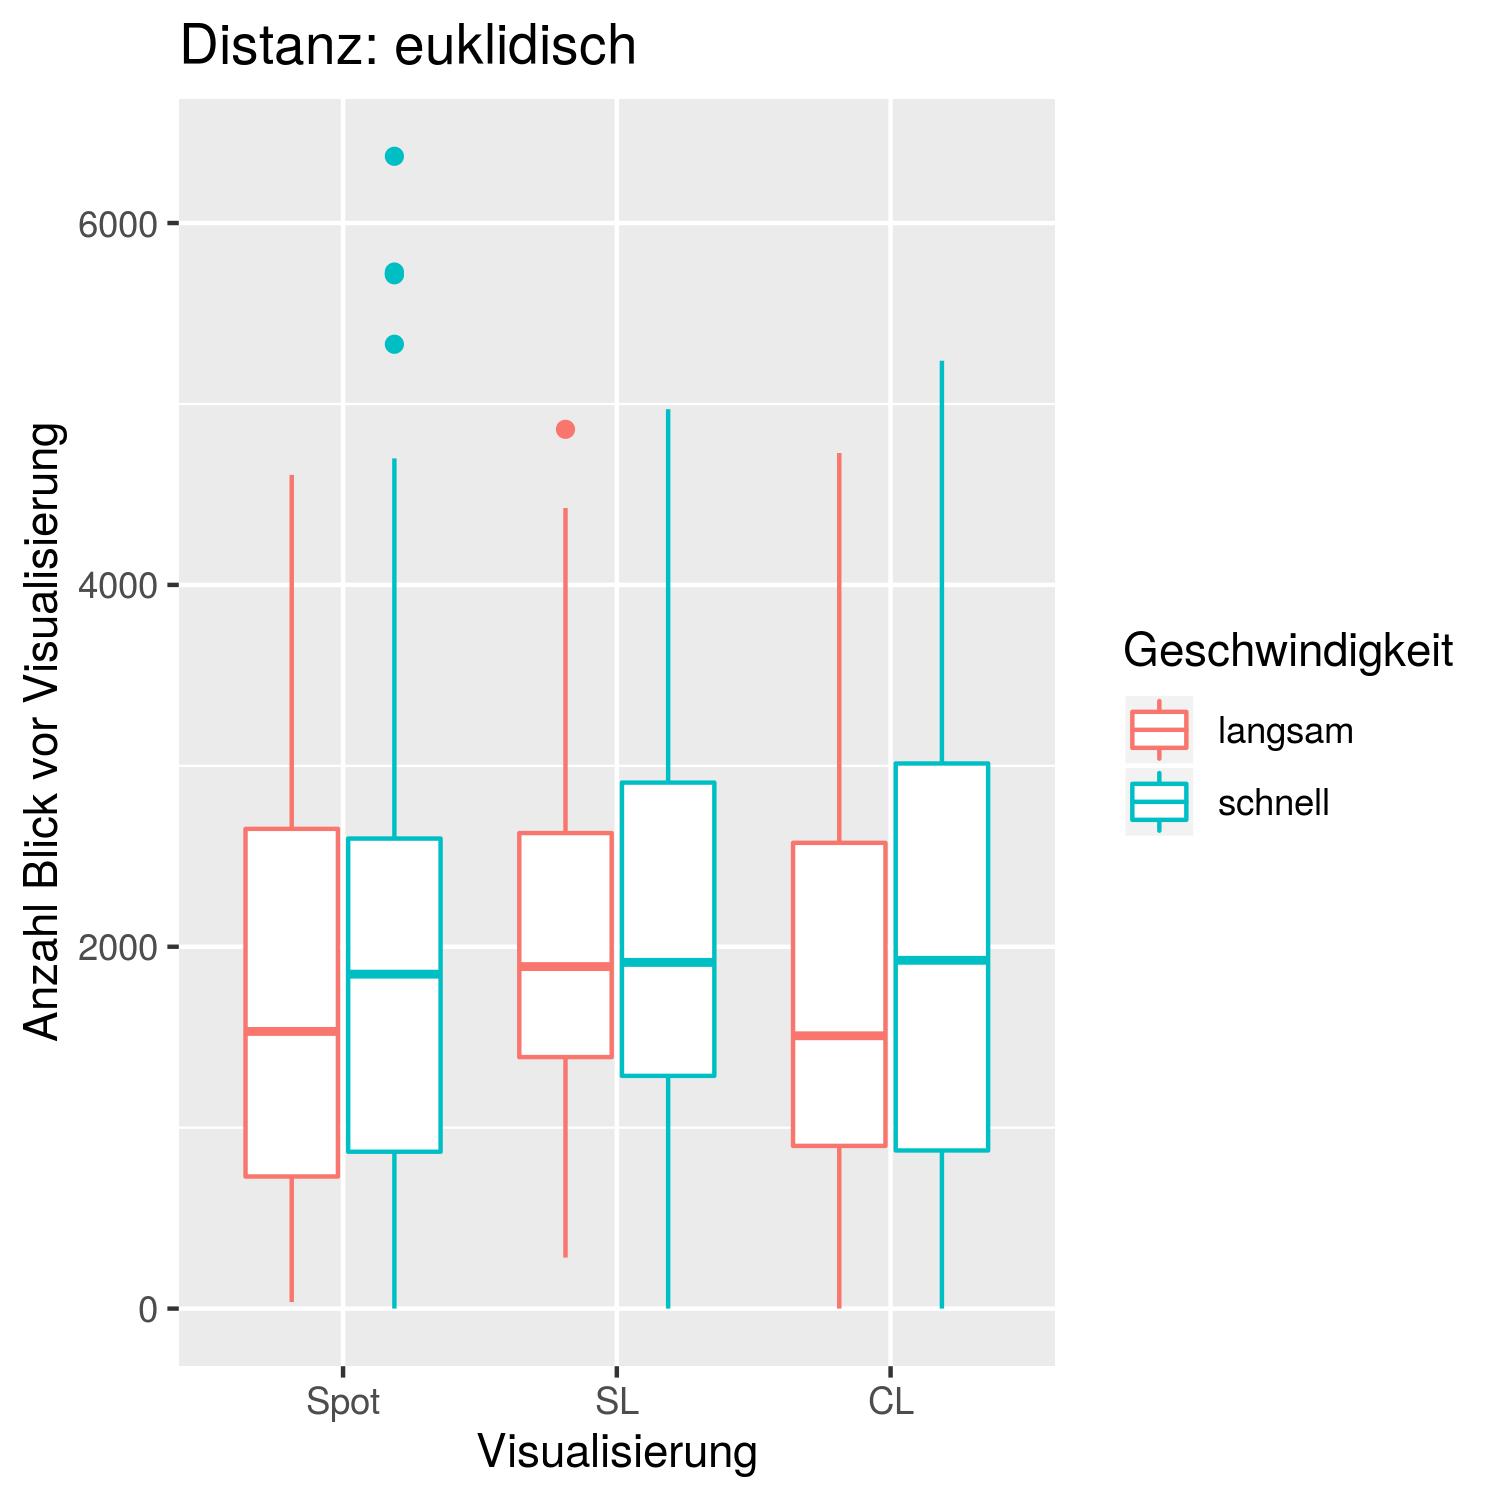 Distanz: euklidisch
Anzahl Blick vor Visualisierung
6000
4000
2000
0
Spot
SL
CL
Visualisierung
Geschwindigkeit
langsam
schnell